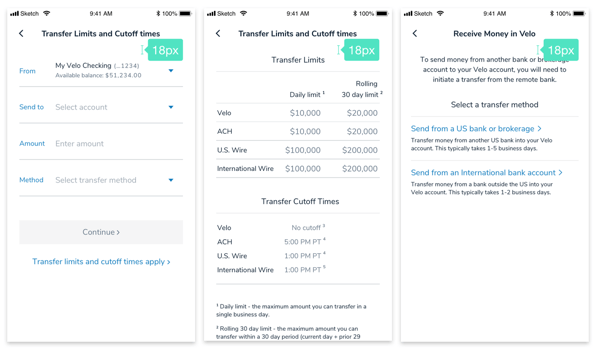 Sketch 9:41 AM 100%
Transfer Limits and Cutoff times
18px
From My Velo Checking (...1234)
Available balance: $51,234.00
Send to Select account
Amount Enter amount
Method Select transfer method
Continue >
Transfer limits and cutoff times apply >
Sketch 9:41 AM 100%
Transfer Limits and Cutoff times
18px
Transfer Limits
Rolling
Daily limit ¹ 30 day limit ²
Velo $10,000 $20,000
ACH $10,000 $20,000
U.S. Wire $100,000 $200,000
International Wire $100,000 $200,000
Transfer Cutoff Times
Velo No cutoff ³
ACH 5:00 PM PT ⁴
U.S. Wire 1:00 PM PT ⁴
International Wire 1:00 PM PT ⁵
¹ Daily limit - the maximum amount you can transfer in a
single business day.
² Rolling 30 day limit - the maximum amount you can
transfer within a 30 day period (current day + prior 29
Sketch 9:41 AM 100%
Receive Money in Velo
18px
To send money from another bank or brokerage
account to your Velo account, you will need to
initiate a transfer from the remote bank.
Select a transfer method
Send from a US bank or brokerage >
Transfer money from another US bank into your Velo
account. This typically takes 1-5 business days.
Send from an International bank account >
Transfer money from a bank outside the US into your
Velo account. This typically takes 1-2 business days.